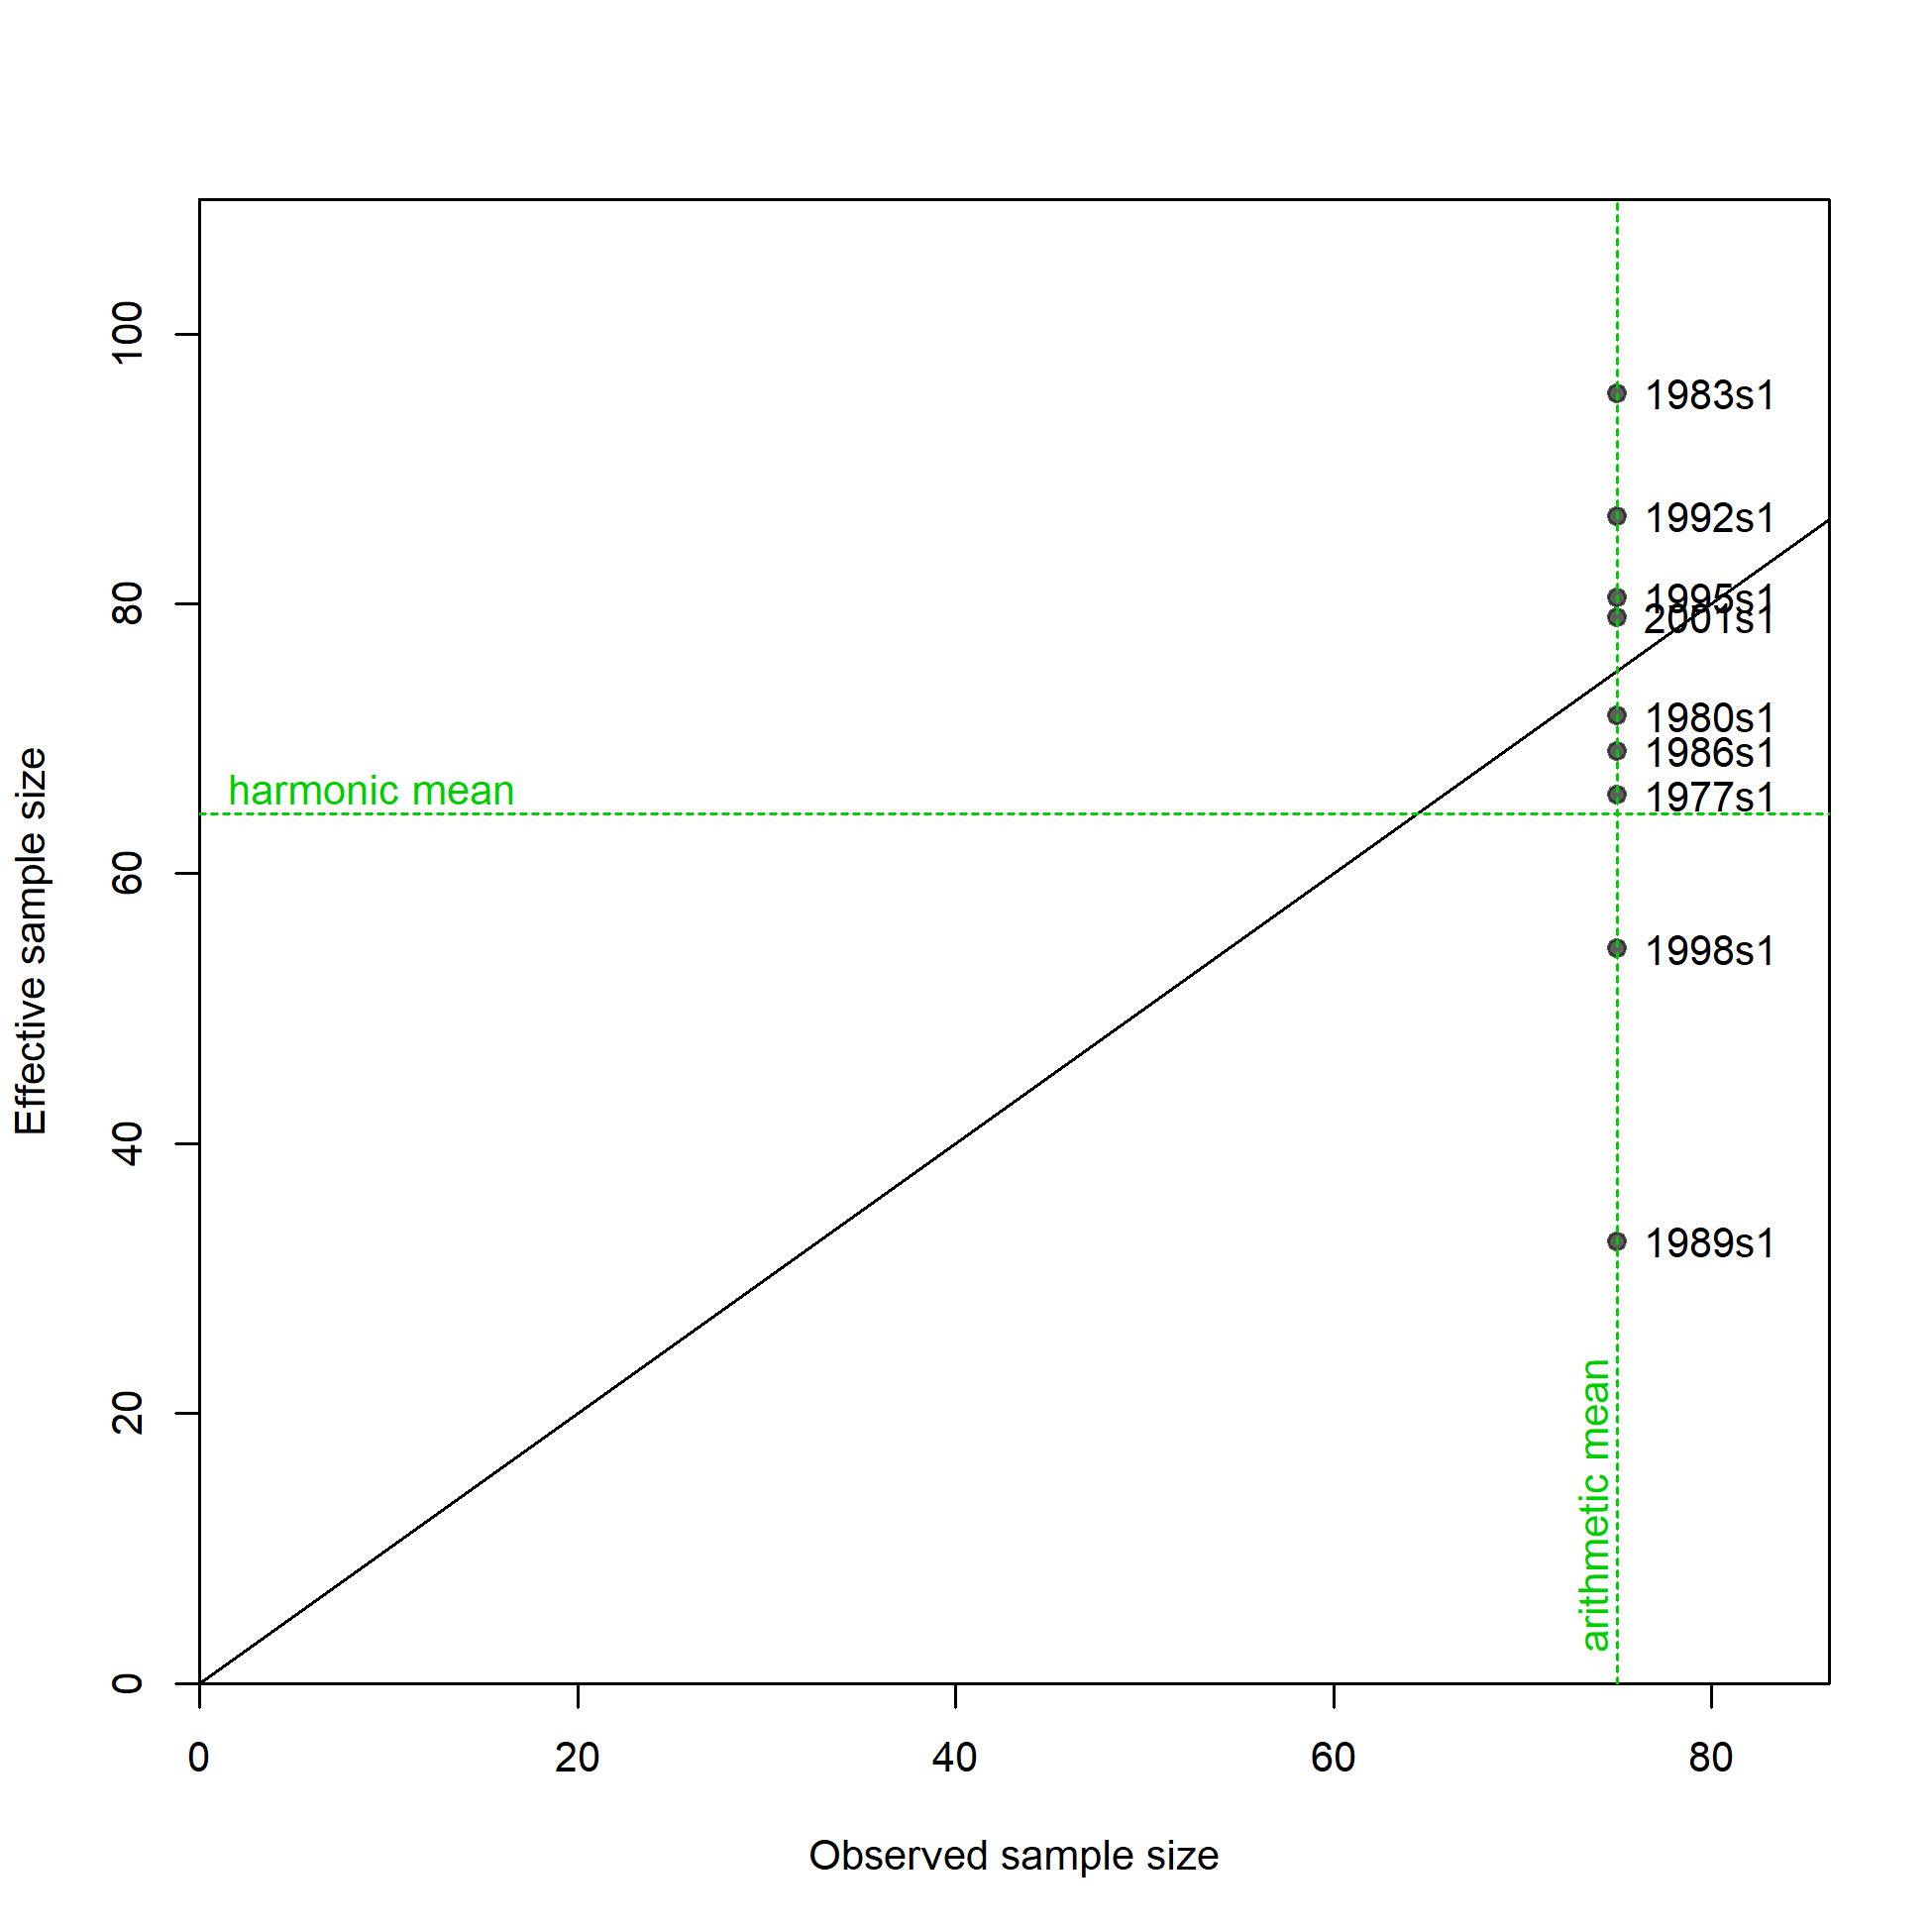 100
80
60
40
20
0
Effective sample size
1983s1
1992s1
1995s1
2001s1
1980s1
1986s1
1977s1
harmonic mean
1998s1
1989s1
arithmetic mean
0 20 40 60 80
Observed sample size